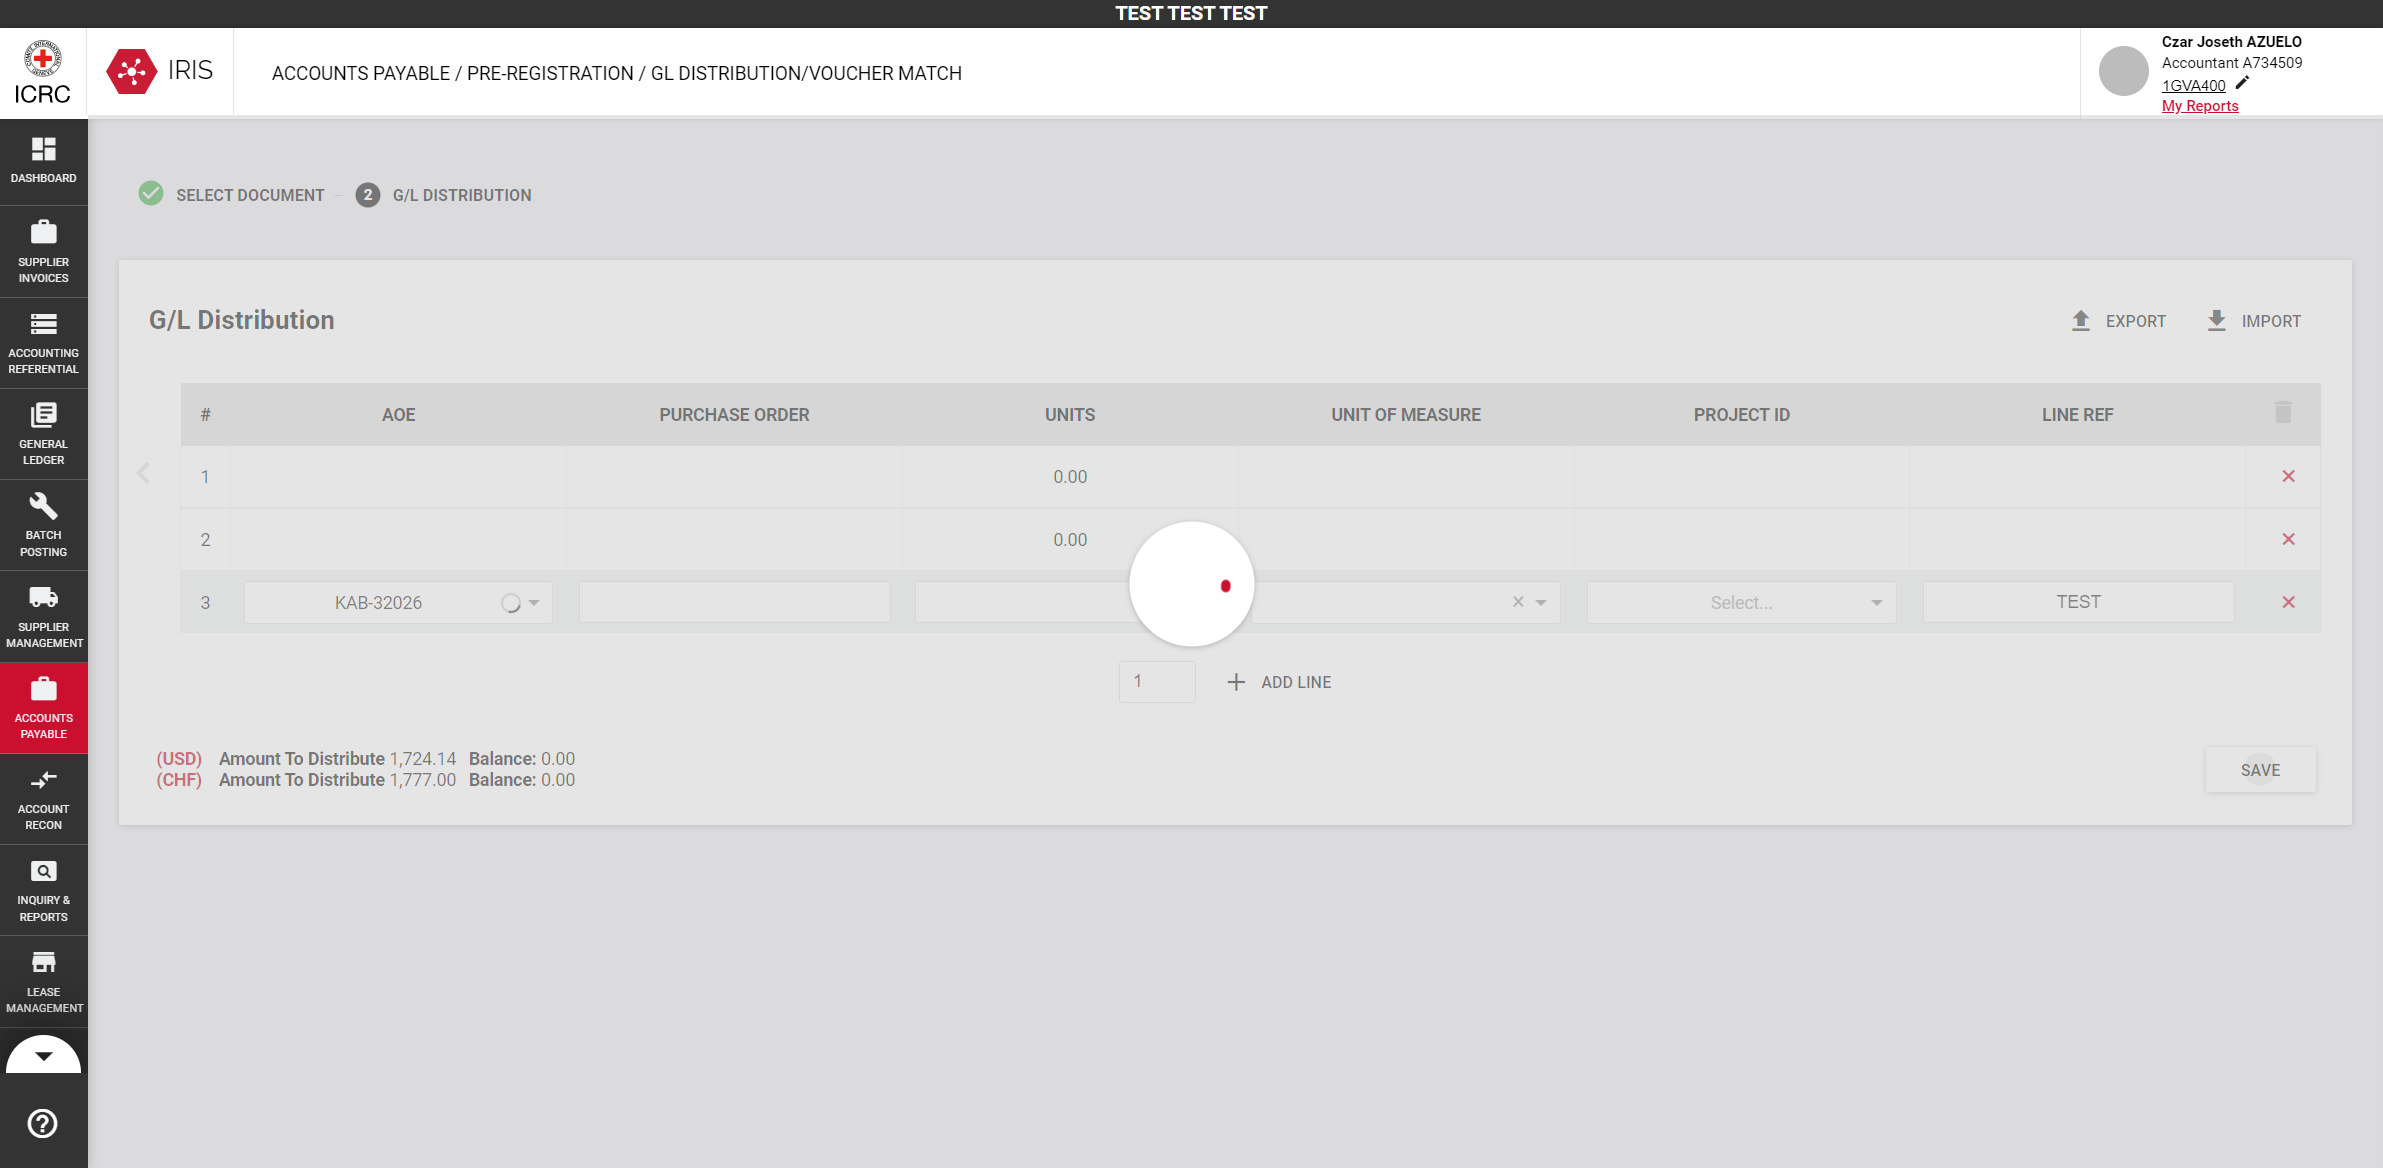 TEST TEST TEST
ICRC
IRIS
ACCOUNTS PAYABLE / PRE-REGISTRATION / GL DISTRIBUTION/VOUCHER MATCH
Czar Joseth AZUELO
Accountant A734509
1GVA400
My Reports
DASHBOARD
SUPPLIER
INVOICES
ACCOUNTING
REFERENTIAL
GENERAL
LEDGER
BATCH
POSTING
SUPPLIER
MANAGEMENT
ACCOUNTS
PAYABLE
ACCOUNT
RECON
INQUIRY &
REPORTS
LEASE
MANAGEMENT
SELECT DOCUMENT
2 G/L DISTRIBUTION
G/L Distribution
EXPORT IMPORT
# AOE PURCHASE ORDER UNITS UNIT OF MEASURE PROJECT ID LINE REF
1 0.00
2 0.00
3 KAB-32026 Select... TEST
1 ADD LINE
(USD) Amount To Distribute 1,724.14 Balance: 0.00
(CHF) Amount To Distribute 1,777.00 Balance: 0.00
SAVE